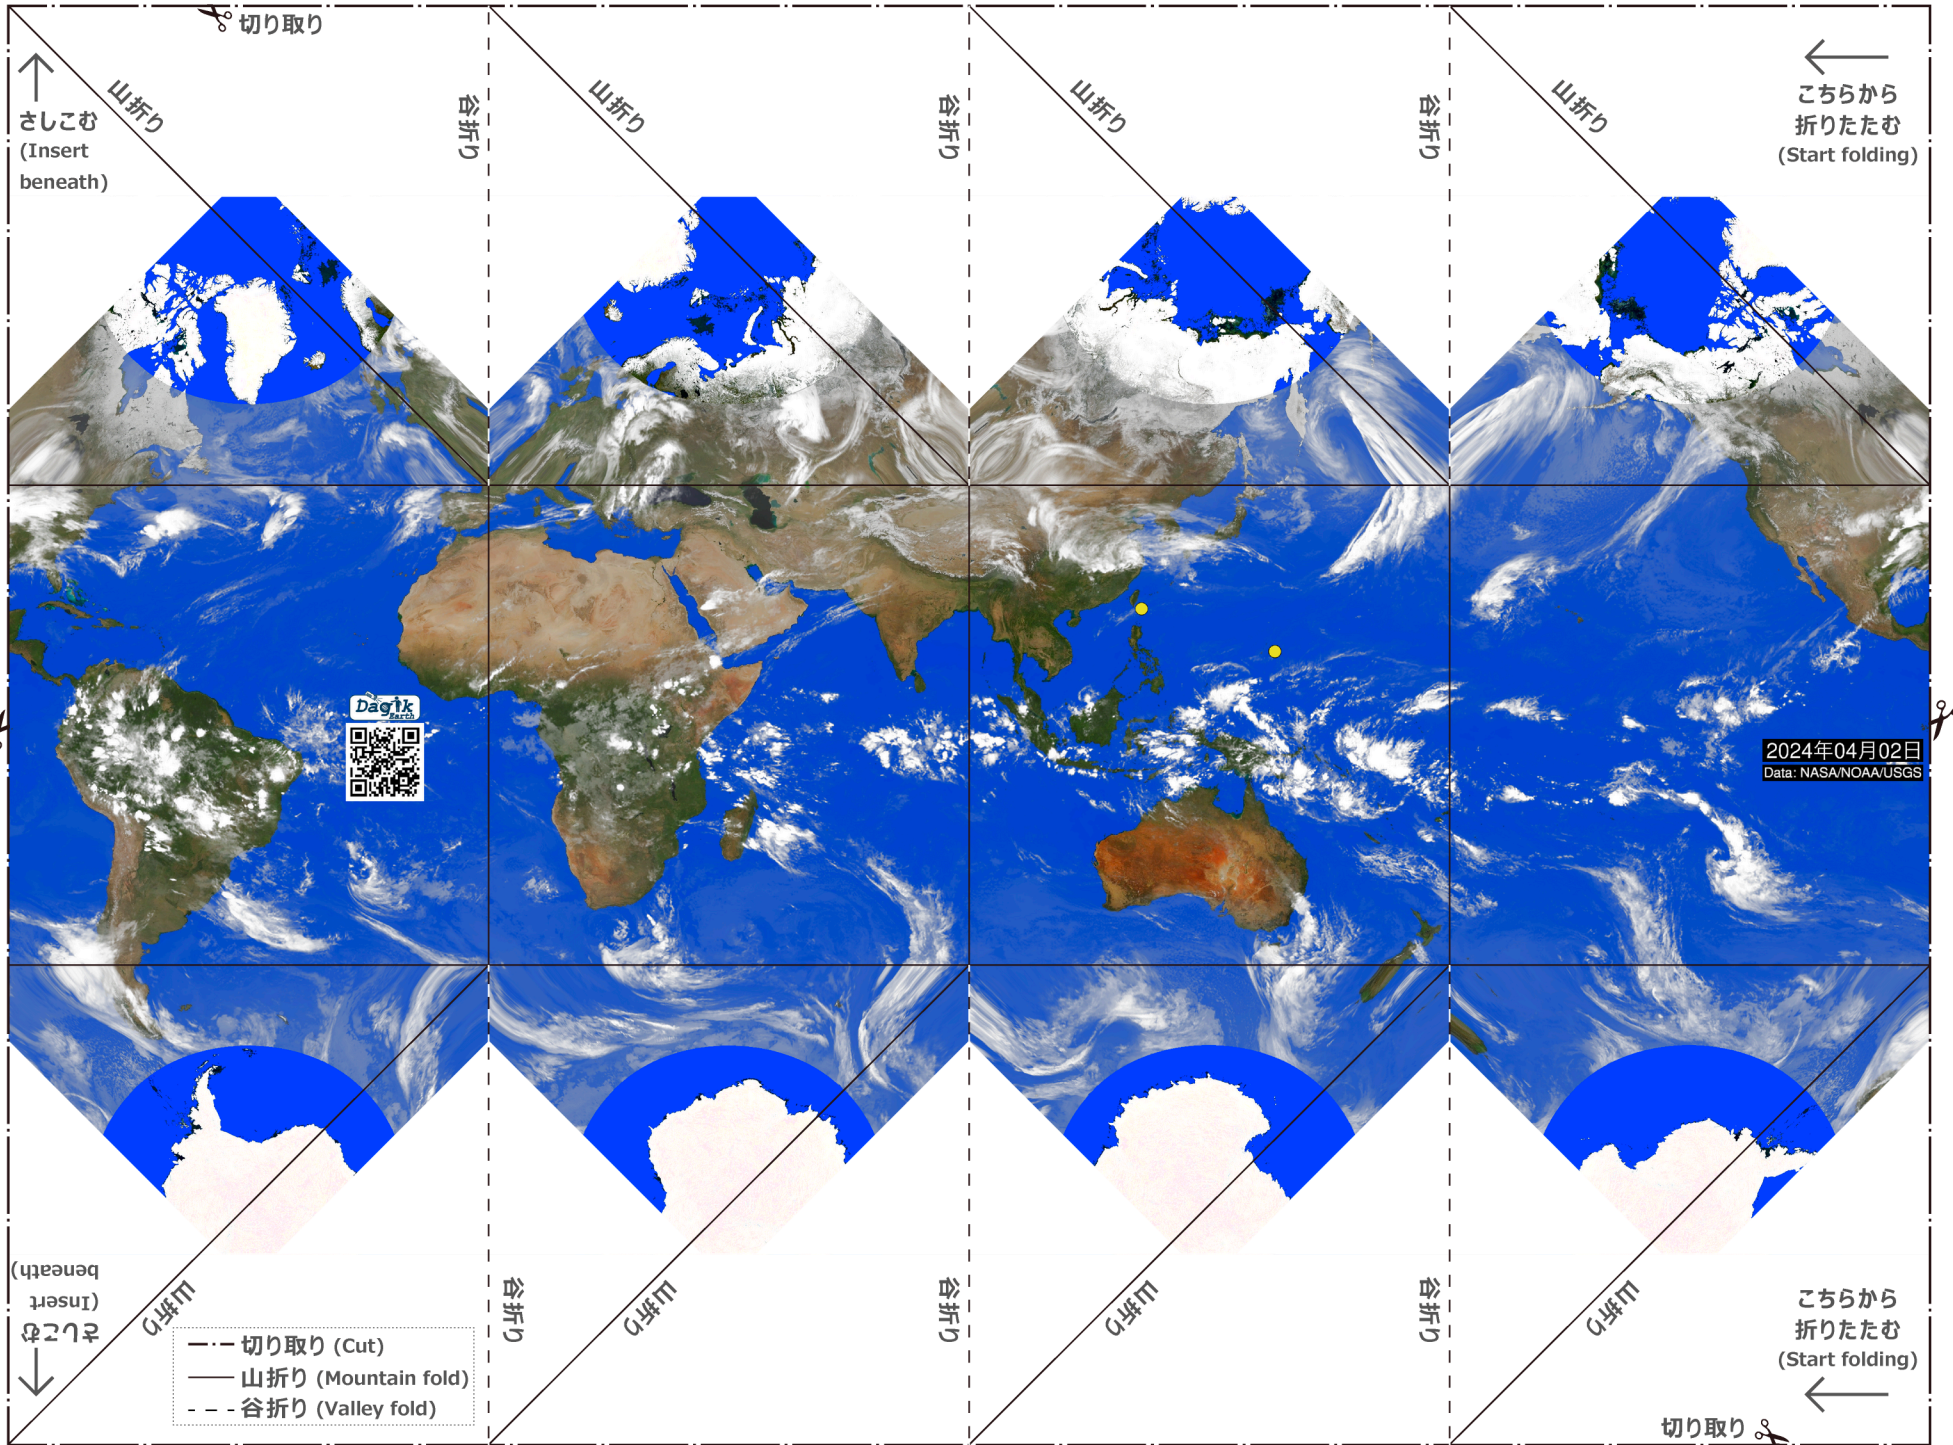 切り取り
さしこむ
(Insert
beneath)
山折り
谷折り
山折り
谷折り
山折り
谷折り
山折り
こちらから
折りたたむ
(Start folding)
Dagik
Earth
2024年04月02日
Data: NASA/NOAA/USGS
さしこむ
(Insert
beneath)
山折り
谷折り
山折り
谷折り
山折り
谷折り
山折り
こちらから
折りたたむ
(Start folding)
切り取り (Cut)
山折り (Mountain fold)
谷折り (Valley fold)
切り取り